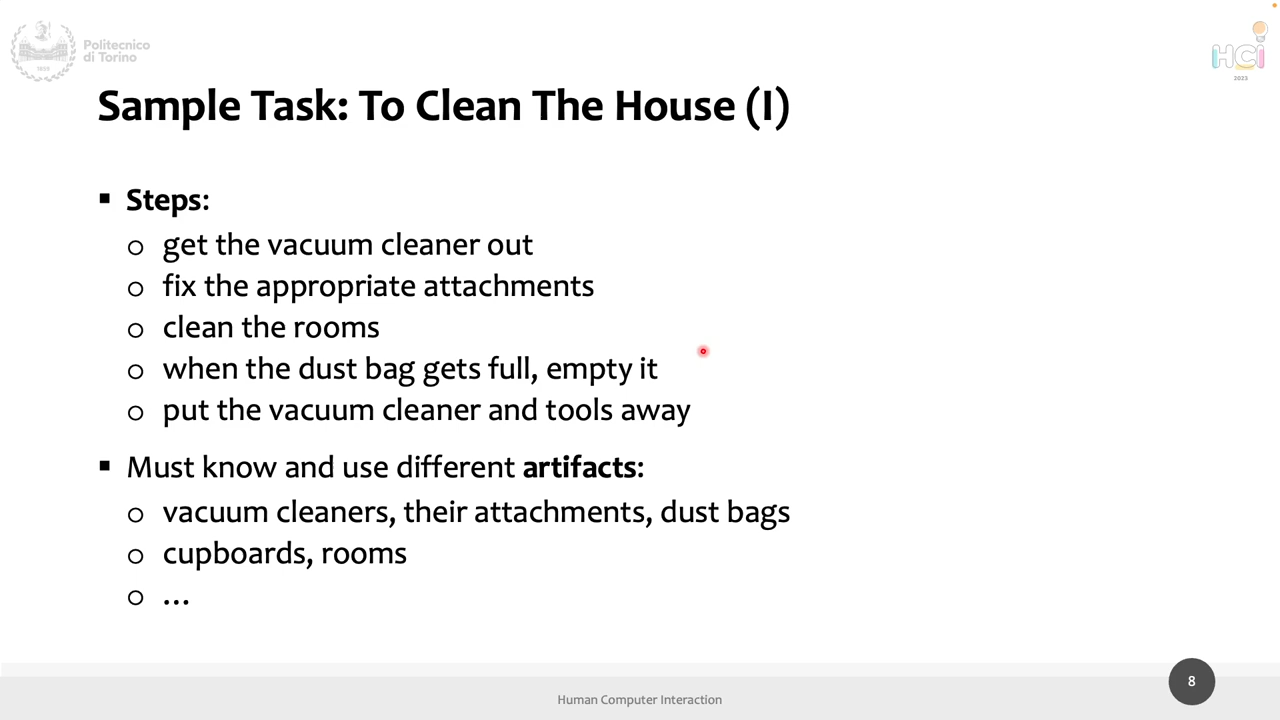 Politecnico
di Torino
1859
HCI
2023
Sample Task: To Clean The House (I)
▪ Steps:
o get the vacuum cleaner out
o fix the appropriate attachments
o clean the rooms
o when the dust bag gets full, empty it
o put the vacuum cleaner and tools away
▪ Must know and use different artifacts:
o vacuum cleaners, their attachments, dust bags
o cupboards, rooms
o ...
8
Human Computer Interaction